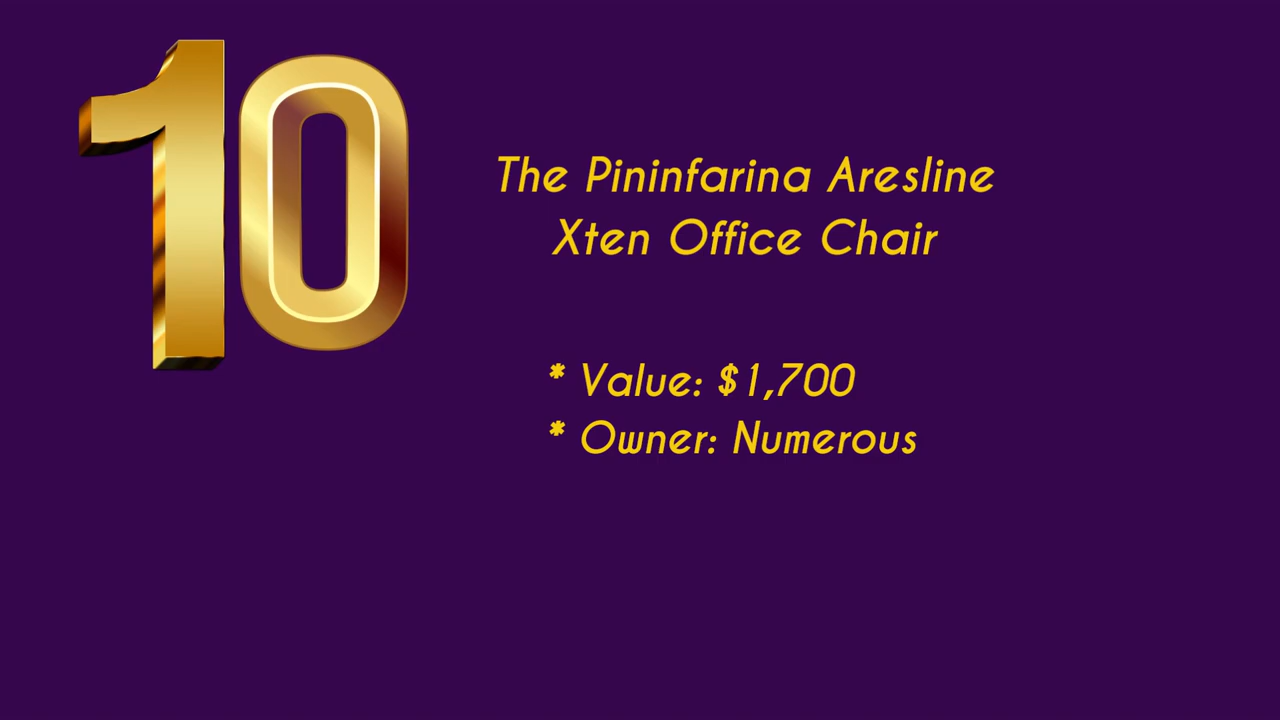 10
The Pininfarina Aresline
Xten Office Chair
* Value: $1,700
* Owner: Numerous